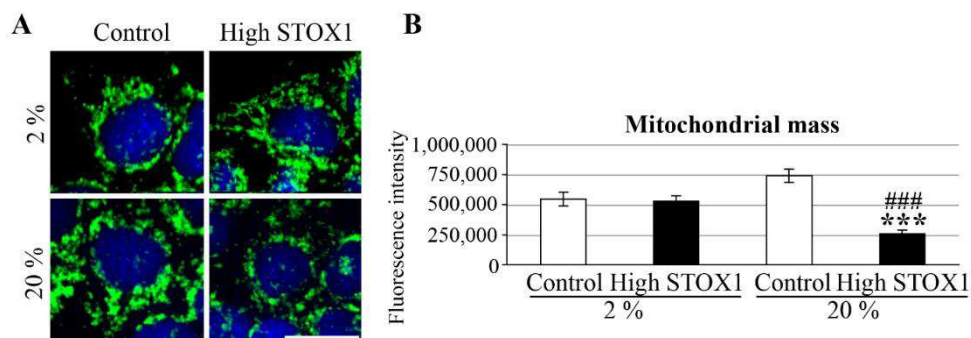 A
Control High STOX1
2 %
20 %
B
Mitochondrial mass
Fluorescence intensity
1,000,000
750,000
500,000
250,000
0
###
***
Control High STOX1 Control High STOX1
2 % 20 %